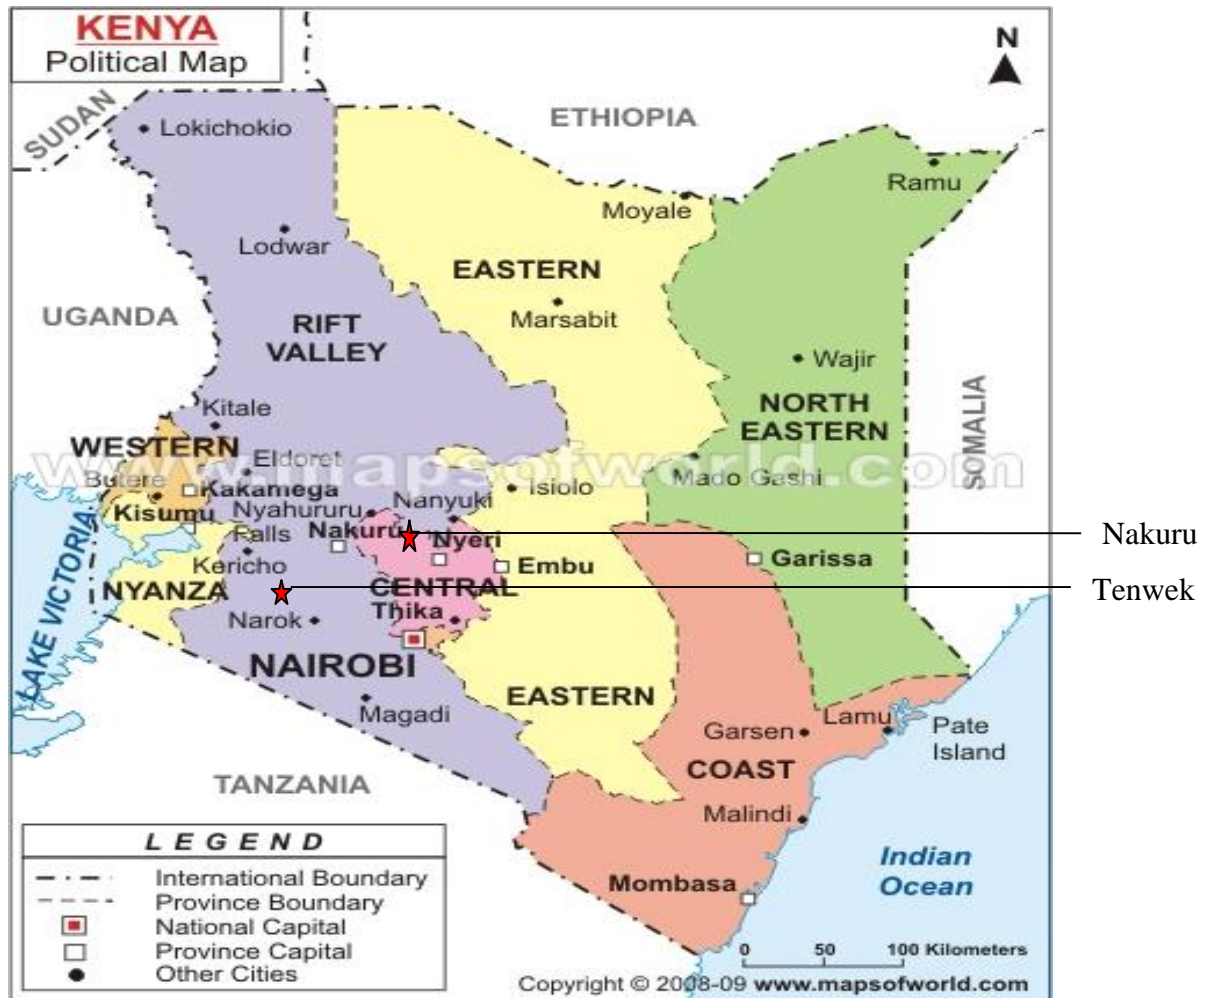 KENYA
Political Map
N
SUDAN
ETHIOPIA
Lokichokio
Ramu
Moyale
Lodwar
EASTERN
UGANDA
Marsabit
RIFT
VALLEY
Wajir
SOMALIA
NORTH
EASTERN
Kitale
WESTERN
www.mapsofworld.com
Eldoret
Butere
Kakamega
Mado Gashi
Isiolo
Nanyuki
Kisumu
Nyahururu
Falls
Nakuru
Nyeri
Nakuru
LAKE VICTORIA
Kericho
Embu
Garissa
NYANZA
CENTRAL
Tenwek
Thika
Narok
NAIROBI
EASTERN
Magadi
Lamu
Pate
Island
Garsen
COAST
TANZANIA
Malindi
LEGEND
International Boundary
Province Boundary
National Capital
Province Capital
Other Cities
Indian
Ocean
Mombasa
0 50 100 Kilometers
Copyright © 2008-09 www.mapsofworld.com